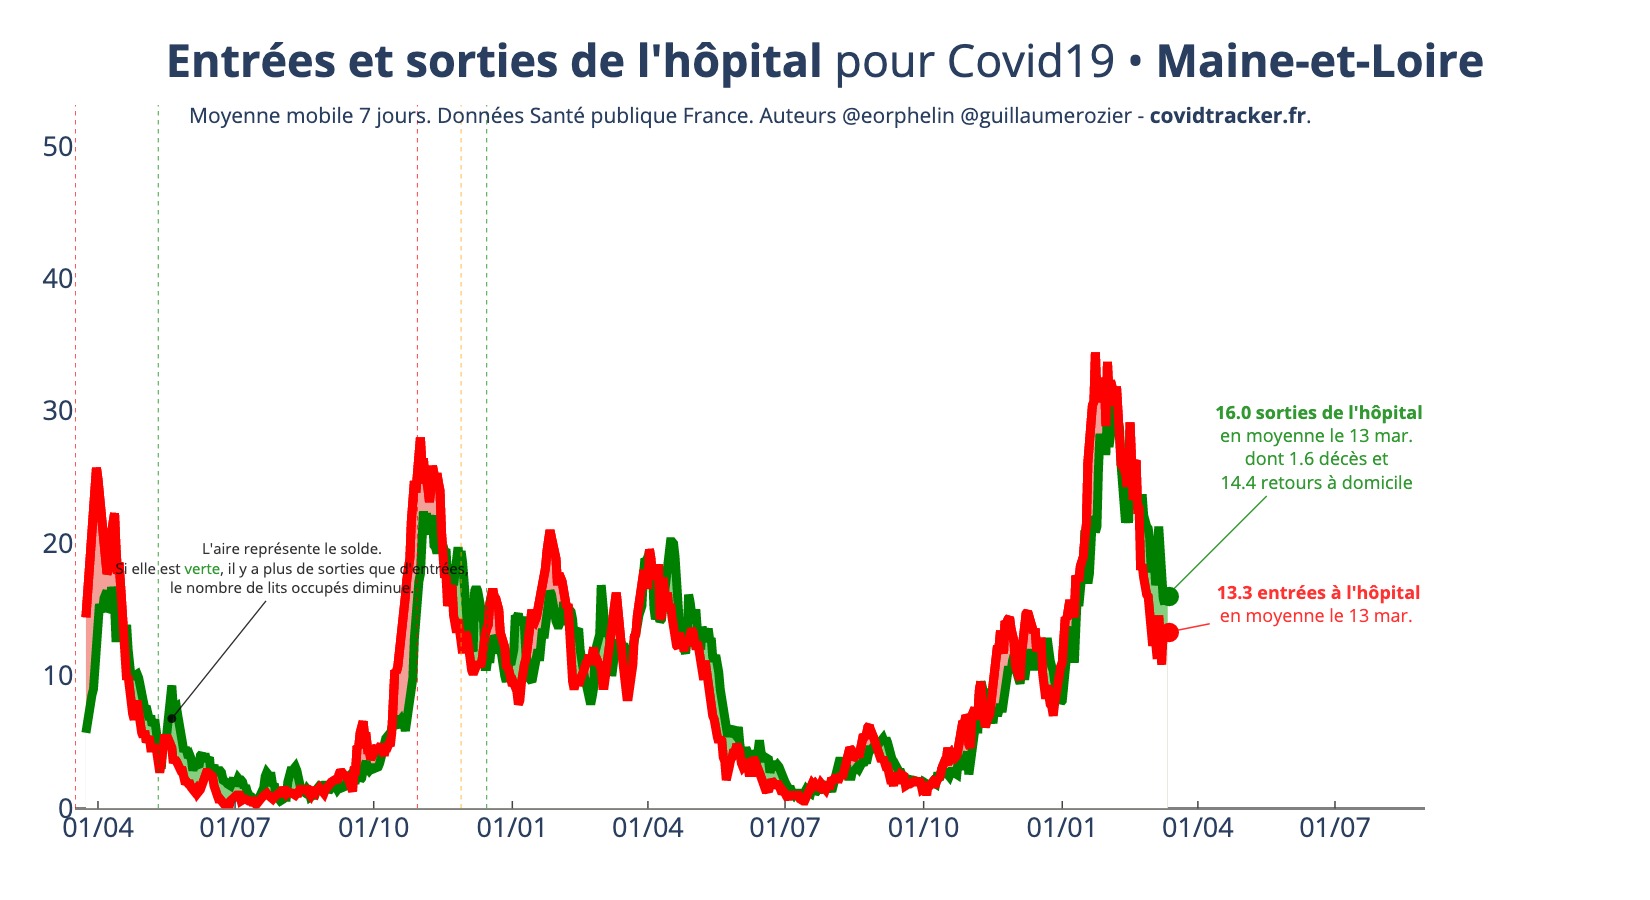 Entrées et sorties de l'hôpital pour Covid19 • Maine-et-Loire
Moyenne mobile 7 jours. Données Santé publique France. Auteurs @eorphelin @guillaumerozier - covidtracker.fr.
50
40
30
20
10
0
16.0 sorties de l'hôpital
en moyenne le 13 mar.
dont 1.6 décès et
14.4 retours à domicile
L'aire représente le solde.
Si elle est verte, il y a plus de sorties que d'entrées,
le nombre de lits occupés diminue.
13.3 entrées à l'hôpital
en moyenne le 13 mar.
01/04 01/07 01/10 01/01 01/04 01/07 01/10 01/01 01/04 01/07